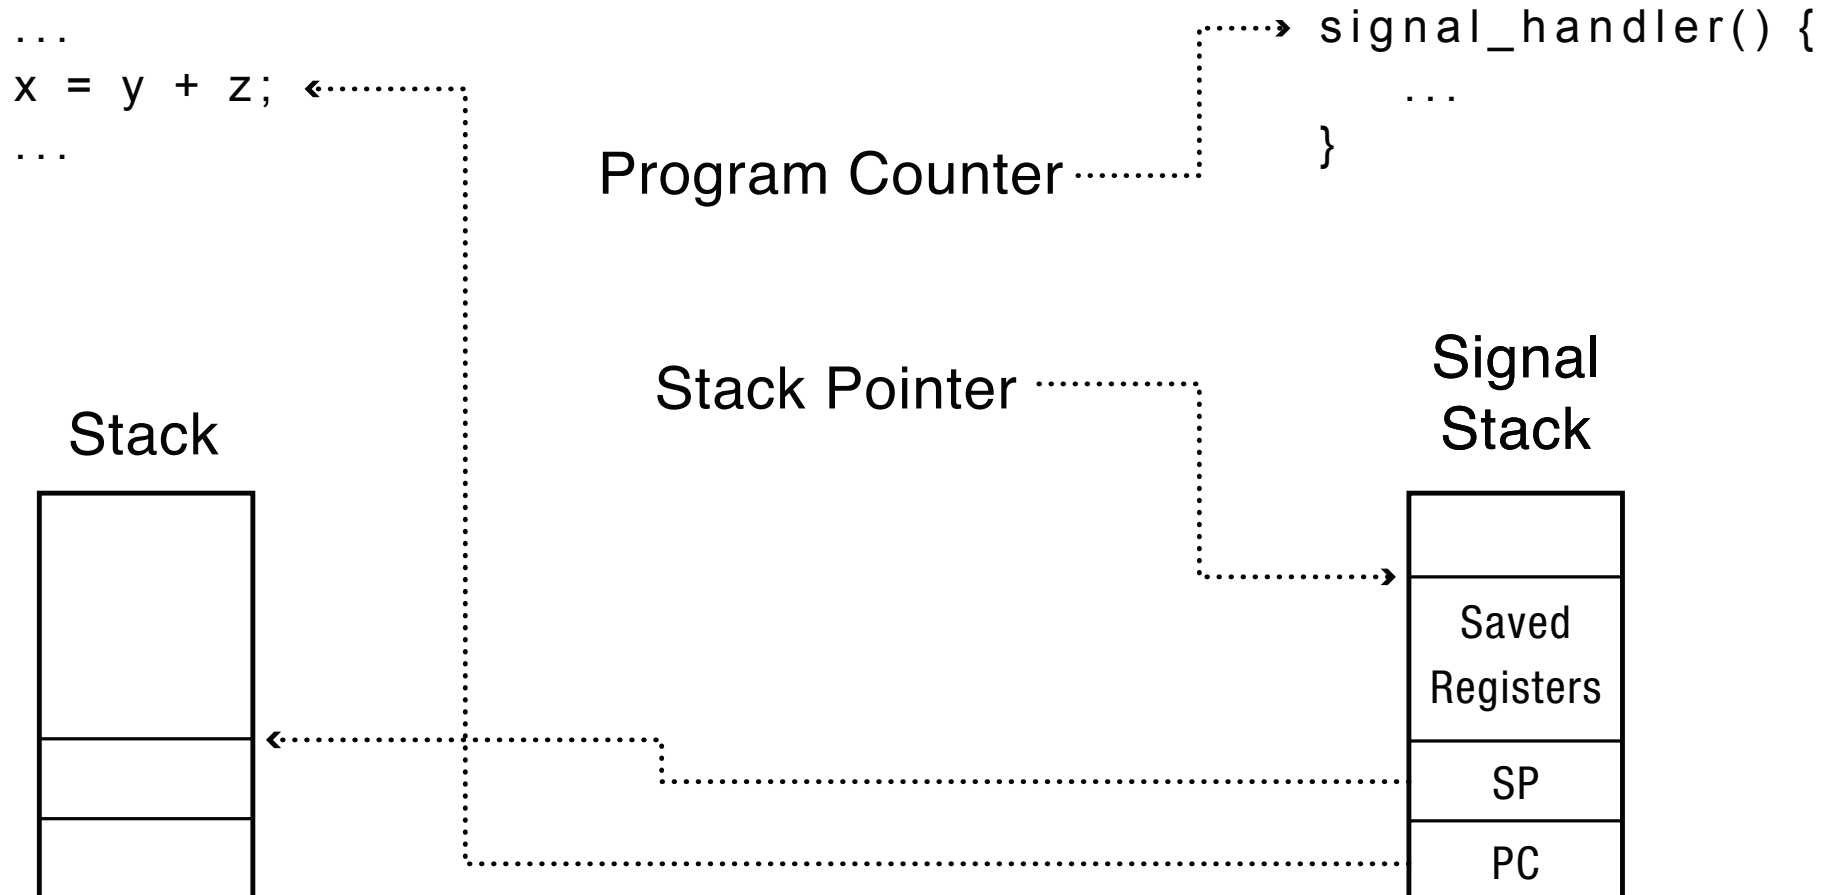 ...
x = y + z;
...
signal_handler() {
...
}
Program Counter
Stack Pointer
Stack
Signal
Stack
Saved
Registers
SP
PC